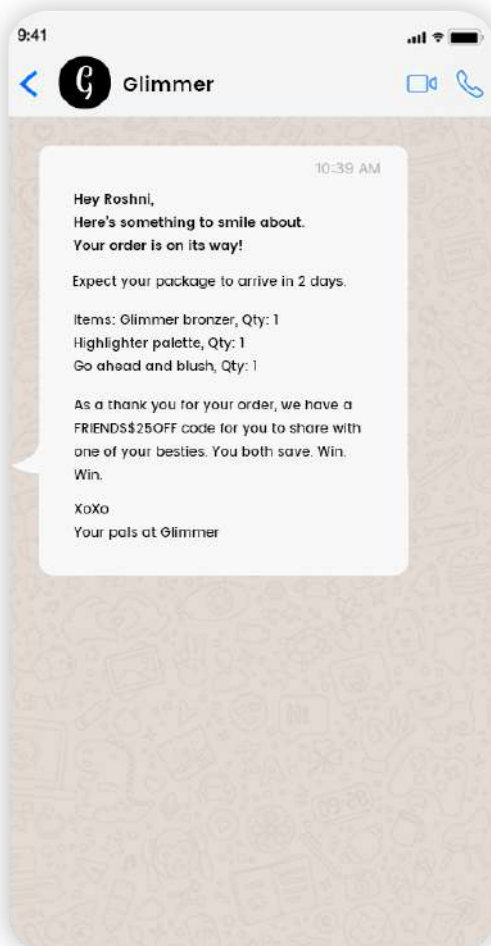 9:41
G
Glimmer
10:39 AM
Hey Roshni,
Here's something to smile about.
Your order is on its way!
Expect your package to arrive in 2 days.
Items: Glimmer bronzer, Qty: 1
Highlighter palette, Qty: 1
Go ahead and blush, Qty: 1
As a thank you for your order, we have a
FRIENDS$25OFF code for you to share with
one of your besties. You both save. Win.
Win.
XoXo
Your pals at Glimmer